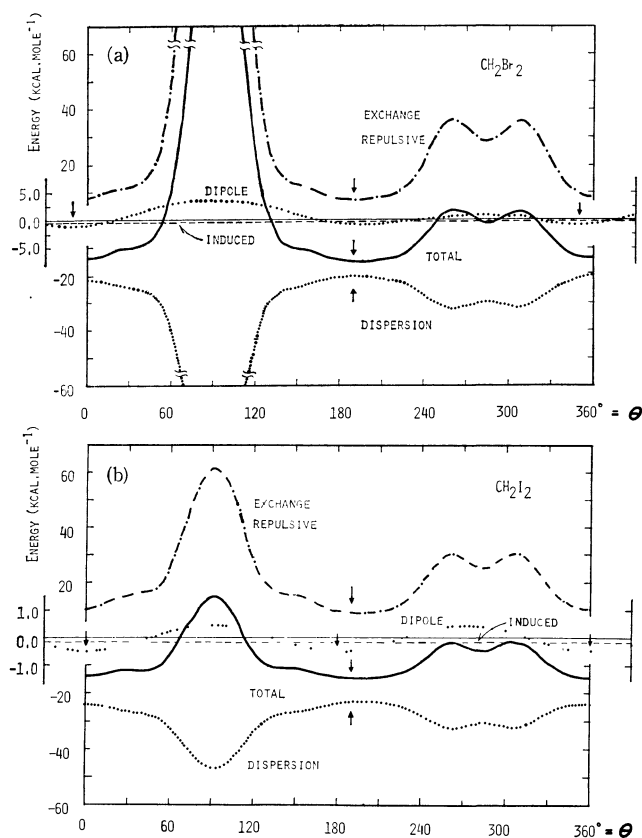 (a)
CH2Br2
ENERGY (KCAL.MOLE-1)
EXCHANGE
REPULSIVE
DIPOLE
INDUCED
TOTAL
DISPERSION
60
40
20
5.0
0.0
-5.0
-20
-40
-60
0 60 120 180 240 300 360° = θ
(b)
CH2I2
ENERGY (KCAL.MOLE-1)
EXCHANGE
REPULSIVE
DIPOLE
INDUCED
TOTAL
DISPERSION
60
40
20
1.0
0.0
-1.0
-20
-40
-60
0 60 120 180 240 300 360° = θ